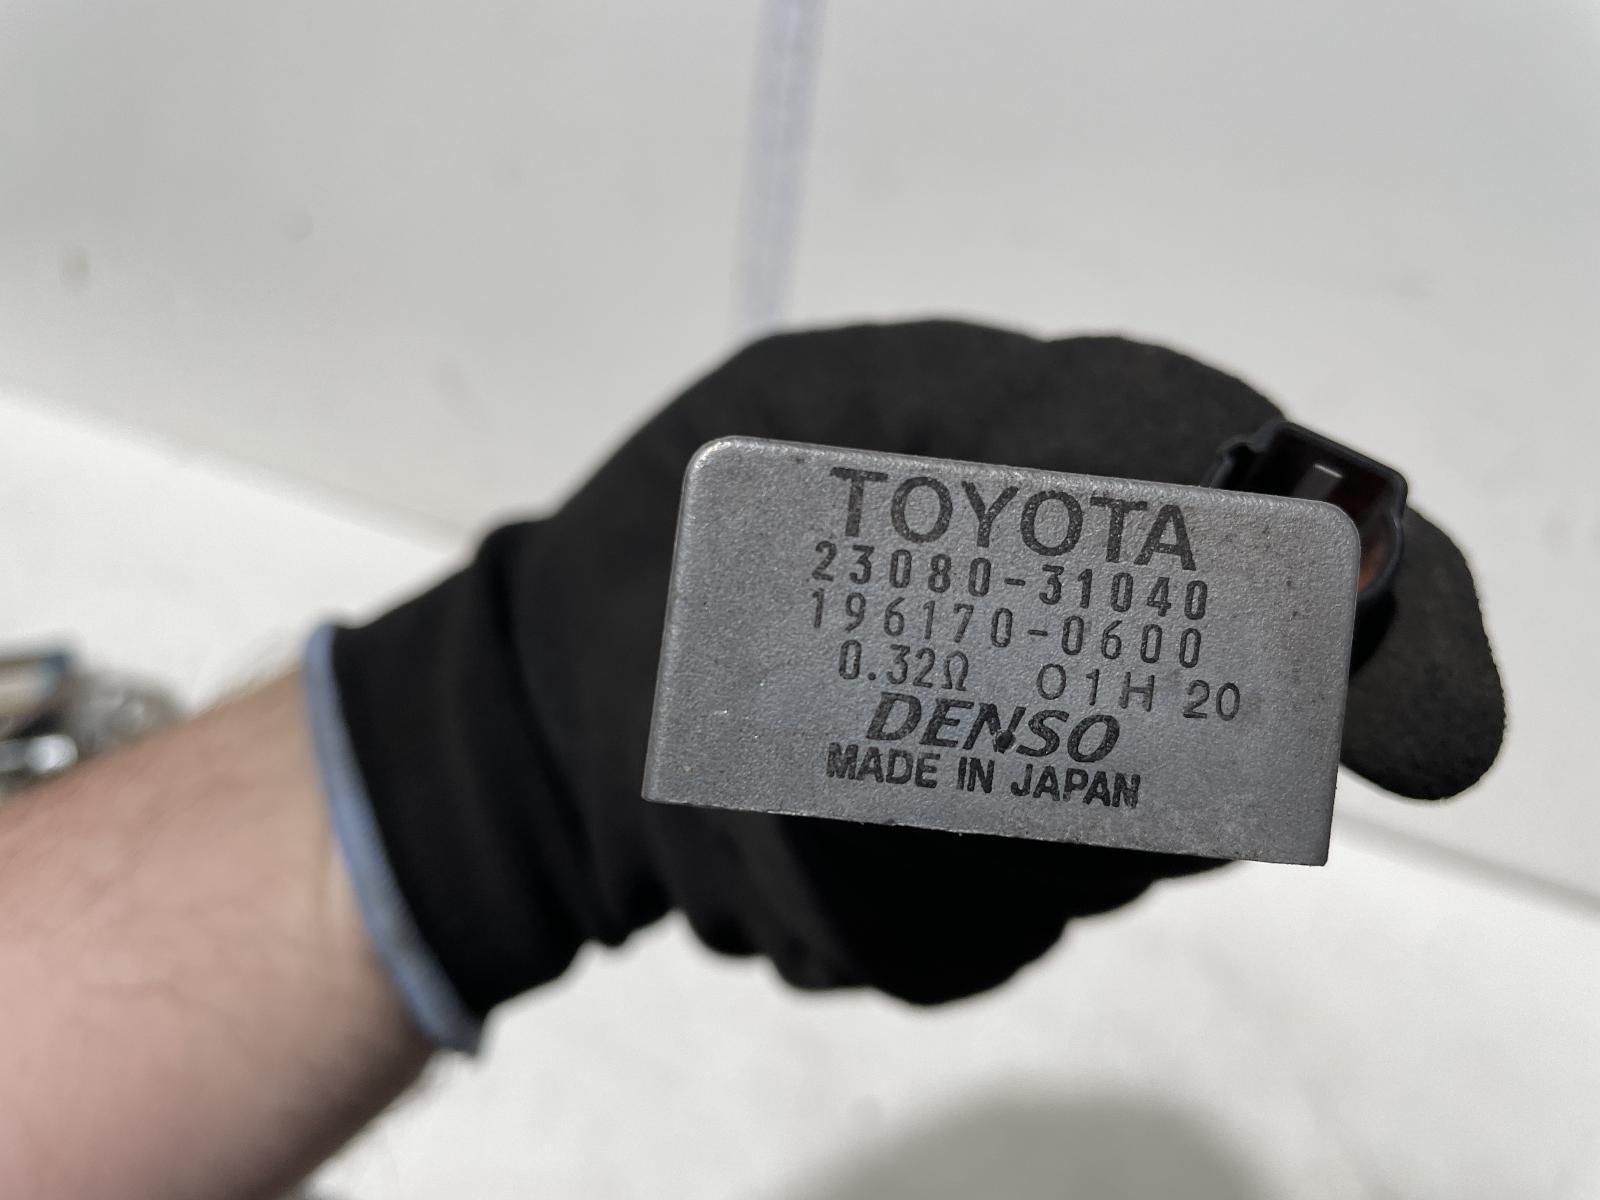 TOYOTA
23080-31040
196170-0600
0.32Ω 01H 20
DENSO
MADE IN JAPAN